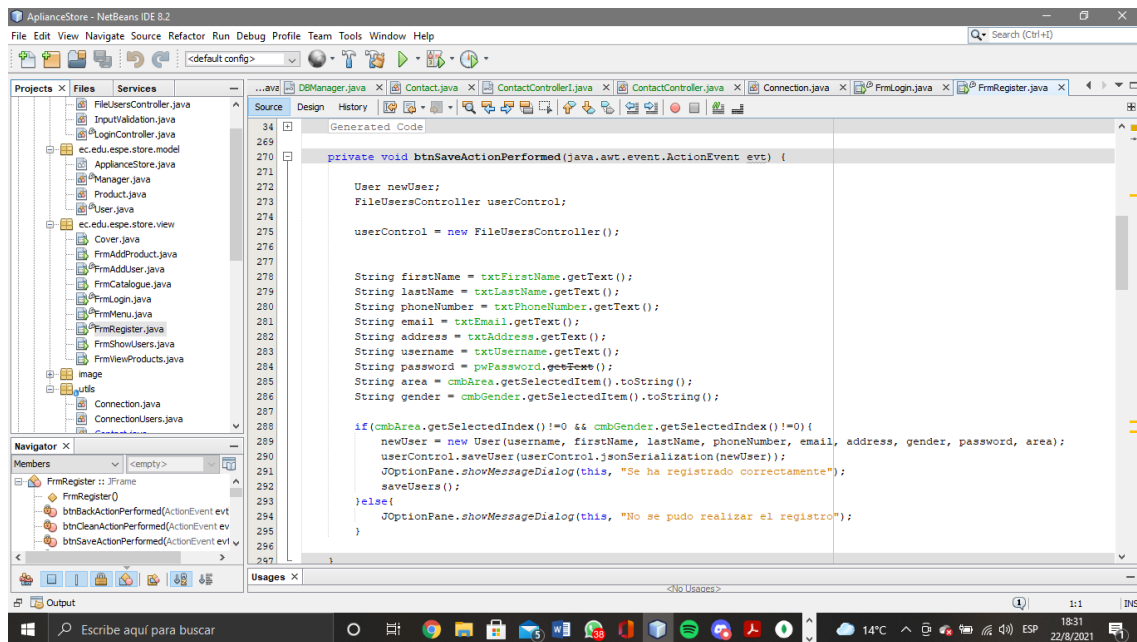 AplianceStore - NetBeans IDE 8.2
File Edit View Navigate Source Refactor Run Debug Profile Team Tools Window Help
Search (Ctrl+I)
<default config>
Projects Files Services
FileUsersController.java
InputValidation.java
LoginController.java
ec.edu.espe.store.model
ApplianceStore.java
Manager.java
Product.java
User.java
ec.edu.espe.store.view
Cover.java
FrmAddProduct.java
FrmAddUser.java
FrmCatalogue.java
FrmLogin.java
FrmMenu.java
FrmRegister.java
FrmShowUsers.java
FrmViewProducts.java
image
utils
Connection.java
ConnectionUsers.java
Contact.java
Navigator
Members <empty>
FrmRegister :: JFrame
FrmRegister()
btnBackActionPerformed(ActionEvent evt
btnCleanActionPerformed(ActionEvent ev
btnSaveActionPerformed(ActionEvent evt
...ava DBManager.java Contact.java ContactControllerI.java ContactController.java Connection.java FrmLogin.java FrmRegister.java
Source Design History
34 Generated Code
269
270 private void btnSaveActionPerformed(java.awt.event.ActionEvent evt) {
271
272 User newUser;
273 FileUsersController userControl;
274
275 userControl = new FileUsersController();
276
277
278 String firstName = txtFirstName.getText();
279 String lastName = txtLastName.getText();
280 String phoneNumber = txtPhoneNumber.getText();
281 String email = txtEmail.getText();
282 String address = txtAddress.getText();
283 String username = txtUsername.getText();
284 String password = pwPassword.getText();
285 String area = cmbArea.getSelectedItem().toString();
286 String gender = cmbGender.getSelectedItem().toString();
287
288 if(cmbArea.getSelectedIndex()!=0 && cmbGender.getSelectedIndex()!=0){
289 newUser = new User(username, firstName, lastName, phoneNumber, email, address, gender, password, area);
290 userControl.saveUser(userControl.jsonSerialization(newUser));
291 JOptionPane.showMessageDialog(this, "Se ha registrado correctamente");
292 saveUsers();
293 }else{
294 JOptionPane.showMessageDialog(this, "No se pudo realizar el registro");
295 }
296
297 }
Usages
<No Usages>
Output
1 1:1 INS
Escribe aquí para buscar
5
38
14°C
ESP
18:31
22/8/2021